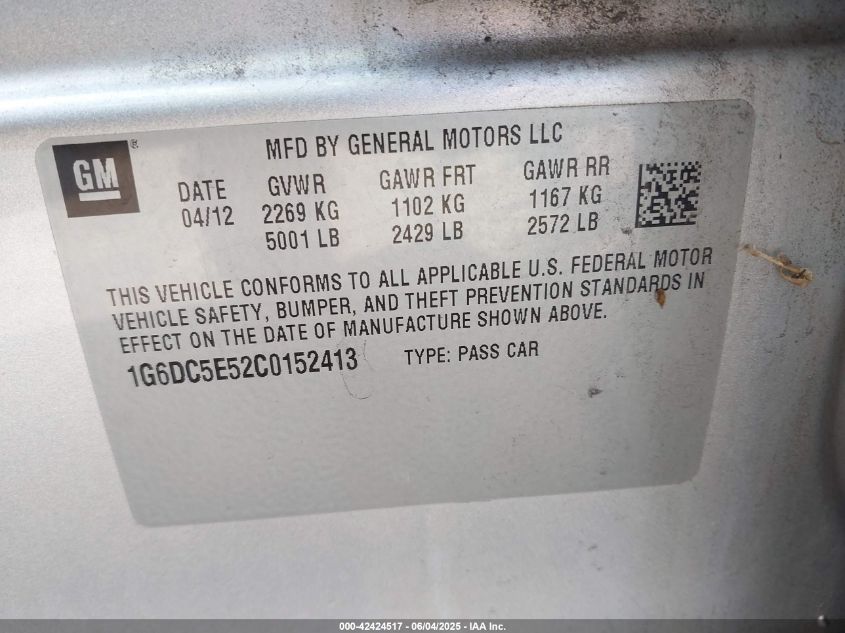 GM®
MFD BY GENERAL MOTORS LLC
DATE GVWR GAWR FRT GAWR RR
04/12 2269 KG 1102 KG 1167 KG
5001 LB 2429 LB 2572 LB
THIS VEHICLE CONFORMS TO ALL APPLICABLE U.S. FEDERAL MOTOR
VEHICLE SAFETY, BUMPER, AND THEFT PREVENTION STANDARDS IN
EFFECT ON THE DATE OF MANUFACTURE SHOWN ABOVE.
1G6DC5E52C0152413 TYPE: PASS CAR
000-42424517 - 06/04/2025 - IAA Inc.